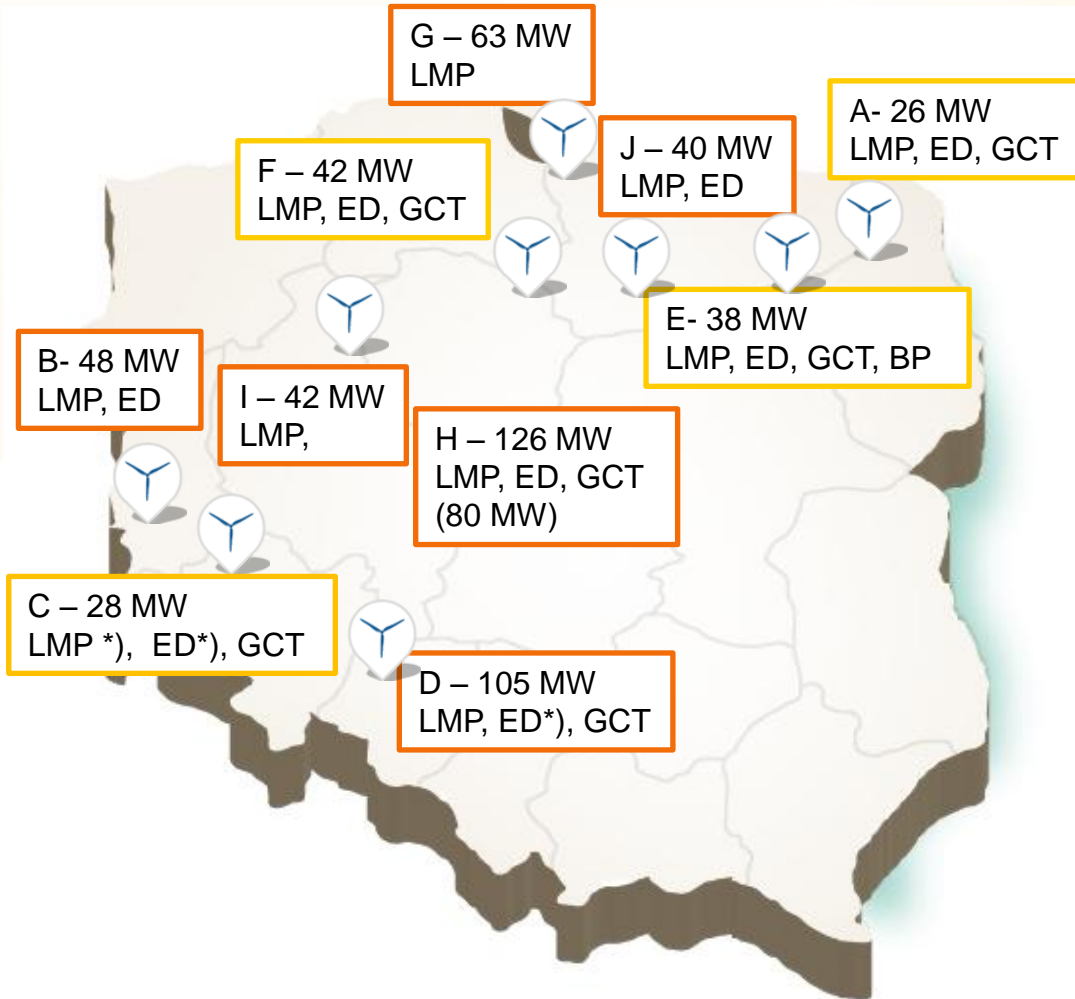 G – 63 MW
LMP
A- 26 MW
LMP, ED, GCT
J – 40 MW
LMP, ED
F – 42 MW
LMP, ED, GCT
E- 38 MW
LMP, ED, GCT, BP
B- 48 MW
LMP, ED
I – 42 MW
LMP,
H – 126 MW
LMP, ED, GCT
(80 MW)
C – 28 MW
LMP *), ED*), GCT
D – 105 MW
LMP, ED*), GCT